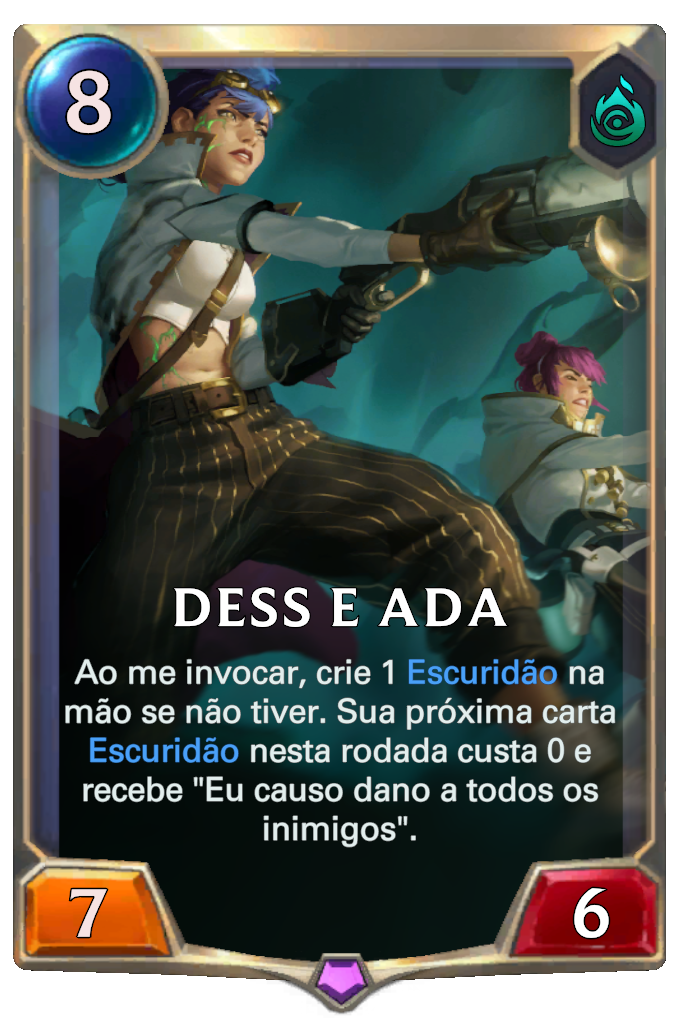 8
DESS E ADA
Ao me invocar, crie 1 Escuridão na
mão se não tiver. Sua próxima carta
Escuridão nesta rodada custa 0 e
recebe "Eu causo dano a todos os
inimigos".
7
6